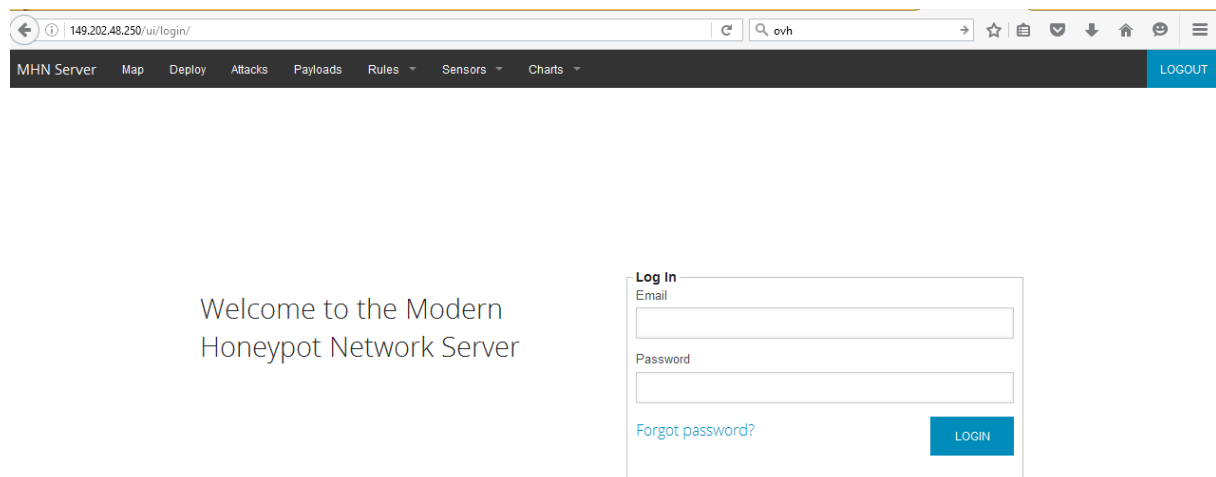 149.202.48.250/ui/login/
ovh
MHN Server Map Deploy Attacks Payloads Rules Sensors Charts LOGOUT
Welcome to the Modern
Honeypot Network Server
Log In
Email
Password
Forgot password?
LOGIN